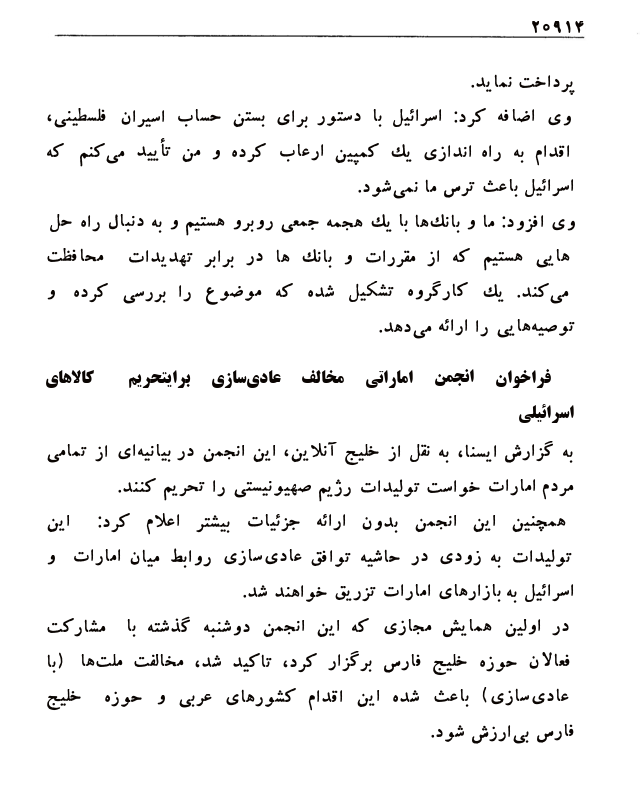 ۲۰۹۱۴
پرداخت نماید.
وی اضافه کرد: اسرائیل با دستور برای بستن حساب اسیران فلسطینی،
اقدام به راه اندازی یك کمپین ارعاب کرده و من تأیید می‌کنم که
اسرائیل باعث ترس ما نمی‌شود.
وی افزود: ما و بانك‌ها با یك هجمه جمعی روبرو هستیم و به دنبال راه حل
هایی هستیم که از مقررات و بانك ها در برابر تهدیدات محافظت
می‌کند. یك کارگروه تشکیل شده که موضوع را بررسی کرده و
توصیه‌هایی را ارائه می‌دهد.
فراخوان انجمن اماراتی مخالف عادی‌سازی برایتحریم کالاهای
اسرائیلی
به گزارش ایسنا، به نقل از خلیج آنلاین، این انجمن در بیانیه‌ای از تمامی
مردم امارات خواست تولیدات رژیم صهیونیستی را تحریم کنند.
همچنین این انجمن بدون ارائه جزئیات بیشتر اعلام کرد: این
تولیدات به زودی در حاشیه توافق عادی‌سازی روابط میان امارات و
اسرائیل به بازارهای امارات تزریق خواهند شد.
در اولین همایش مجازی که این انجمن دوشنبه گذشته با مشارکت
فعالان حوزه خلیج فارس برگزار کرد، تاکید شد، مخالفت ملت‌ها (با
عادی‌سازی) باعث شده این اقدام کشورهای عربی و حوزه خلیج
فارس بی‌ارزش شود.